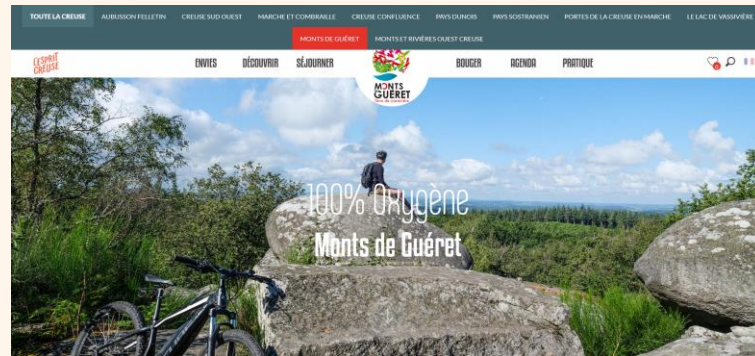 TOUTE LA CREUSE AUBUSSON FELLETIN CREUSE SUD OUEST MARCHE ET COMBRAILLE CREUSE CONFLUENCE PAYS DUNOIS PAYS SOSTRANIEN PORTES DE LA CREUSE EN MARCHE LE LAC DE VASSIVIÈRE
MONTS DE GUÉRET MONTS ET RIVIÈRES OUEST CREUSE
L'ESPRIT
CREUSE
ENVIES DÉCOUVRIR SÉJOURNER BOUGER AGENDA PRATIQUE
MONTS
GUÉRET
100% Oxygène
Monts de Guéret